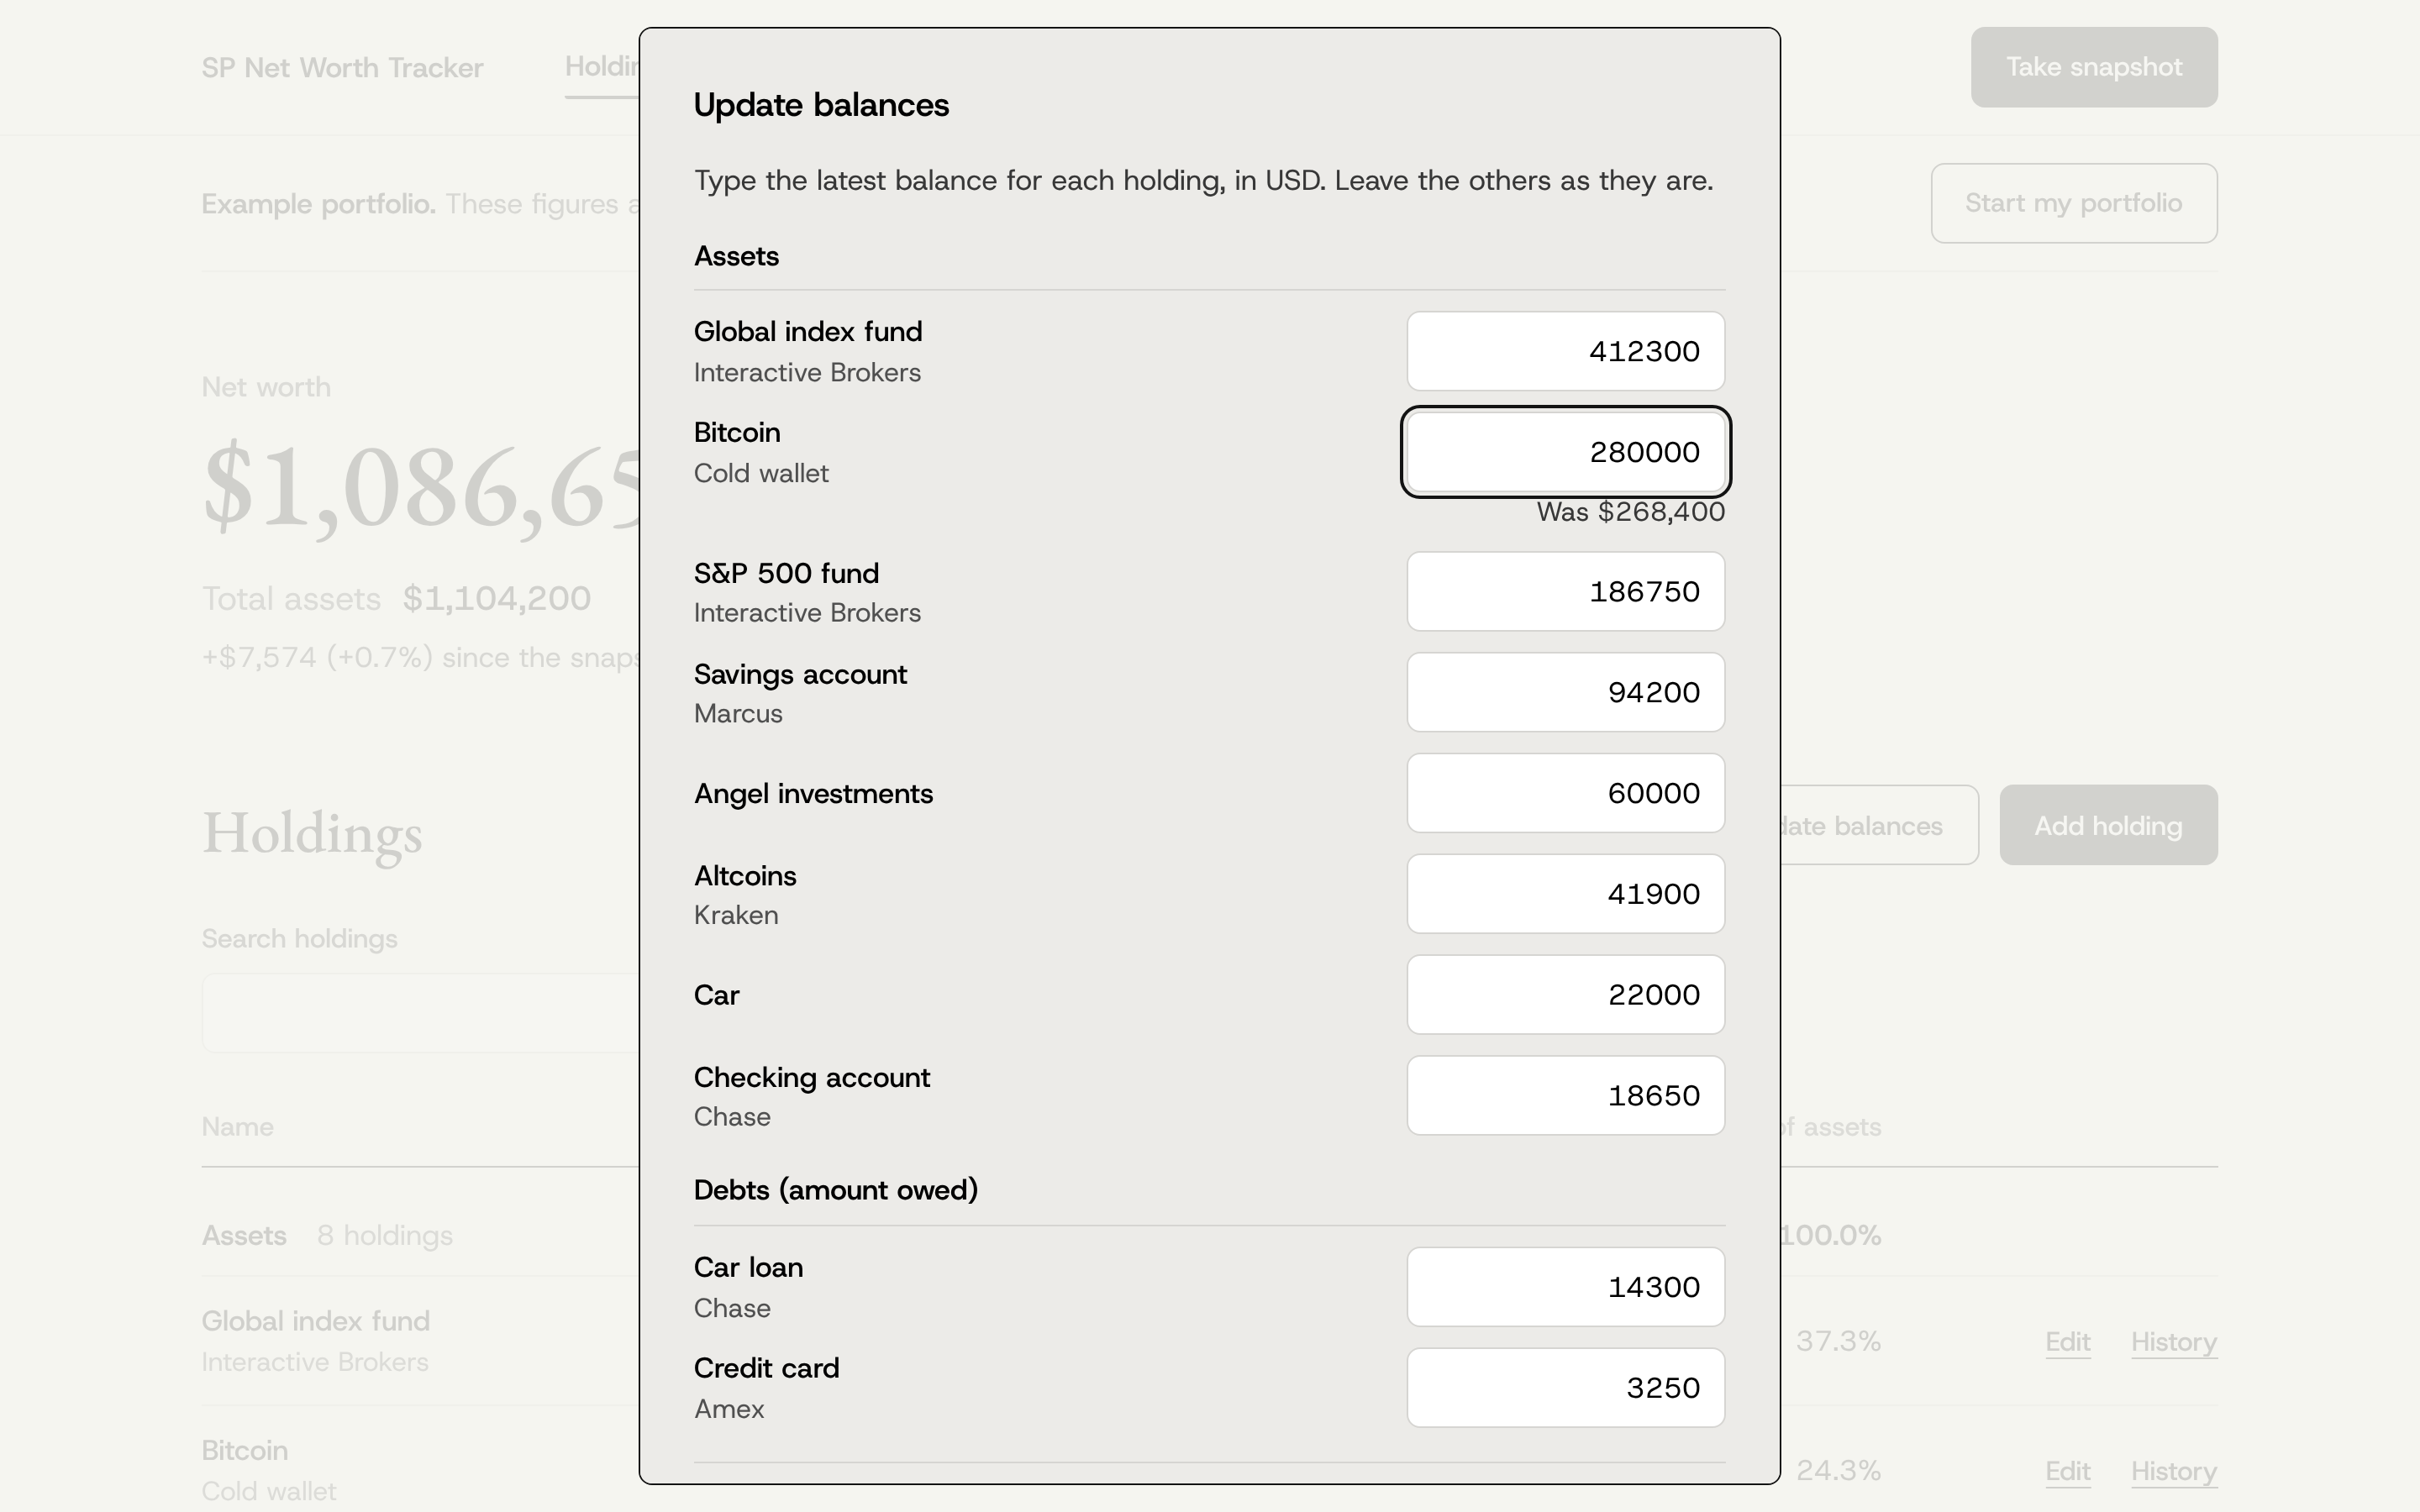 SP Net Worth Tracker
Take snapshot
Example portfolio. These figures
Start my portfolio
Net worth
Total assets $1,104,200
+$7,574 (+0.7%) since the
Holdings
balances
Add holding
Search holdings
Name
of assets
Assets 8 holdings
100.0%
Global index fund
Interactive Brokers
37.3%
Edit
History
Bitcoin
Cold wallet
24.3%
Edit
History
Update balances
Type the latest balance for each holding, in USD. Leave the others as they are.
Assets
Global index fund
Interactive Brokers
412300
Bitcoin
Cold wallet
280000
Was $268,400
S&P 500 fund
Interactive Brokers
186750
Savings account
Marcus
94200
Angel investments
60000
Altcoins
Kraken
41900
Car
22000
Checking account
Chase
18650
Debts (amount owed)
Car loan
Chase
14300
Credit card
Amex
3250